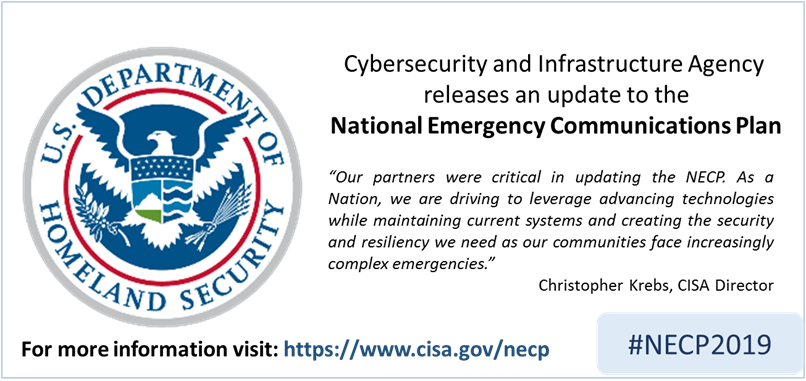 U.S. DEPARTMENT OF
HOMELAND SECURITY
Cybersecurity and Infrastructure Agency
releases an update to the
National Emergency Communications Plan
“Our partners were critical in updating the NECP. As a
Nation, we are driving to leverage advancing technologies
while maintaining current systems and creating the security
and resiliency we need as our communities face increasingly
complex emergencies.”
Christopher Krebs, CISA Director
For more information visit: https://www.cisa.gov/necp
#NECP2019